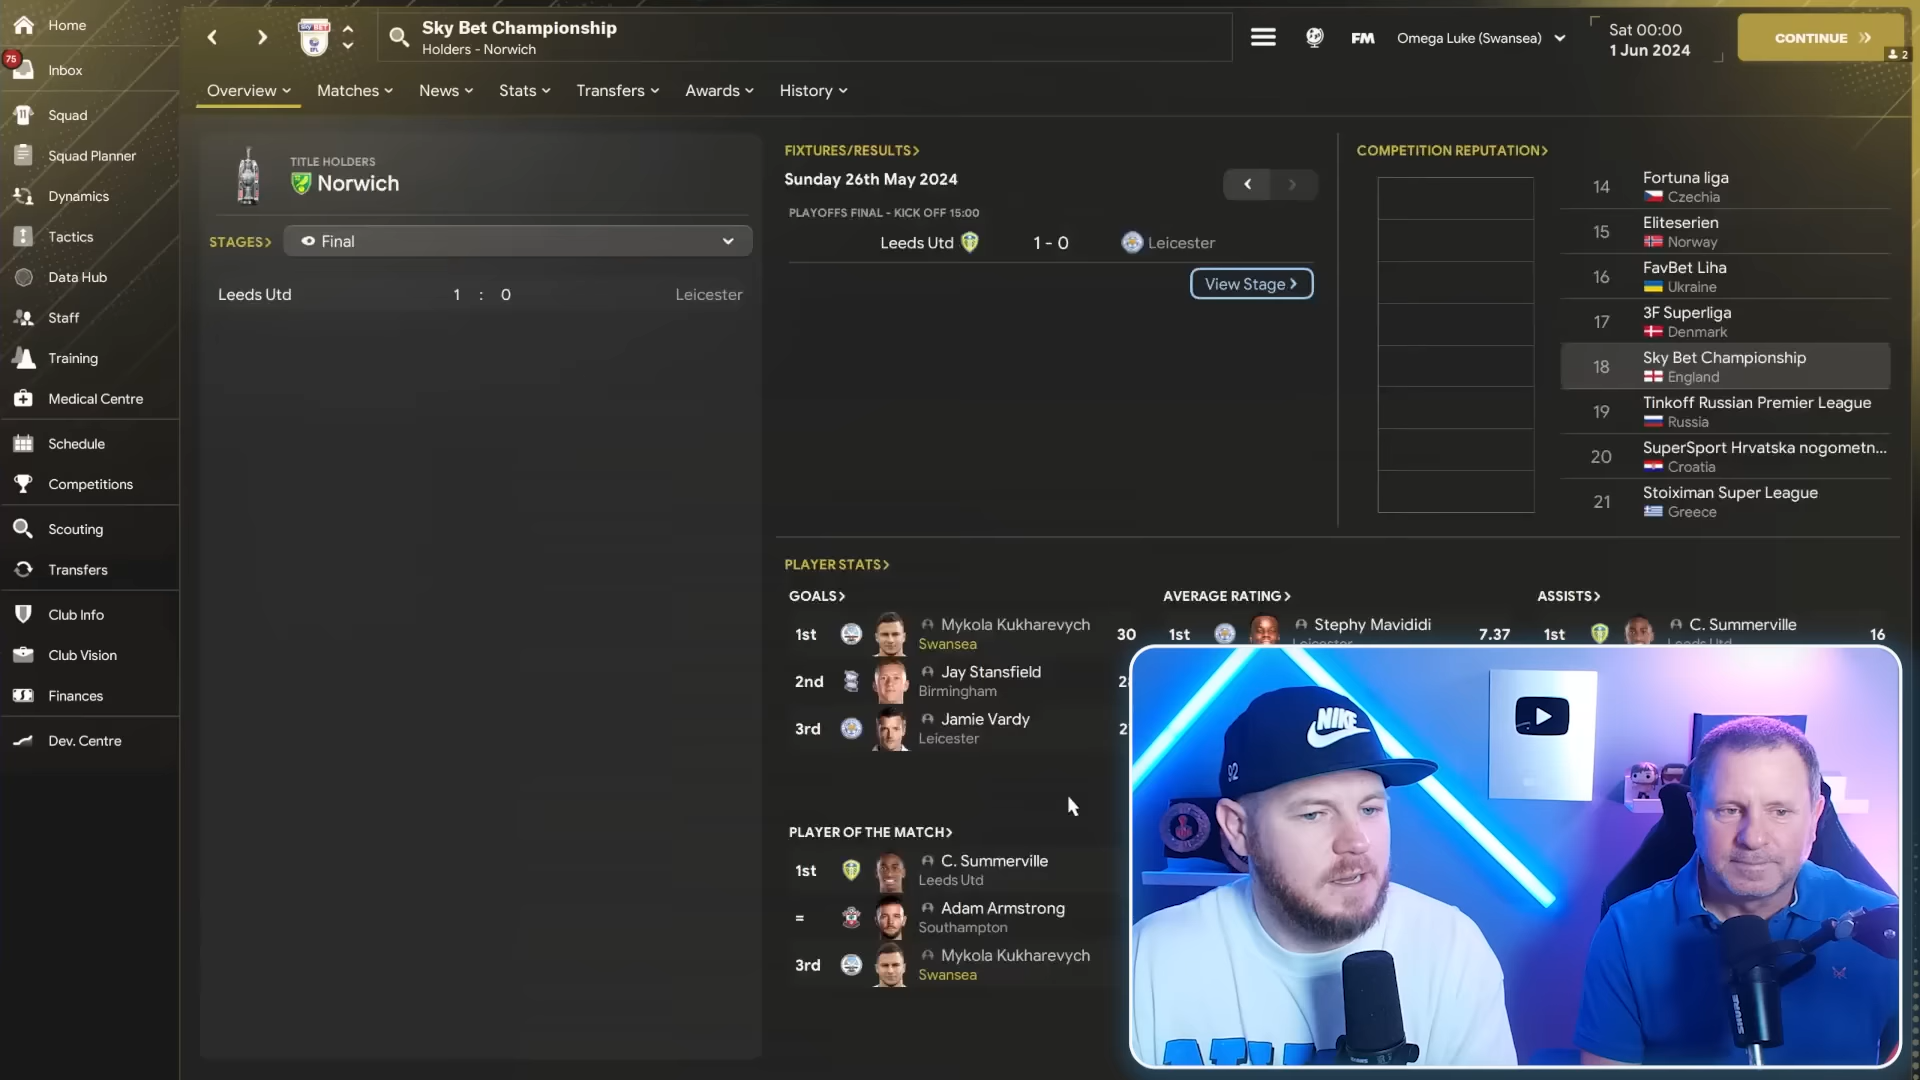 Home
75
Inbox
Squad
Squad Planner
Dynamics
Tactics
Data Hub
Staff
Training
Medical Centre
Schedule
Competitions
Scouting
Transfers
Club Info
Club Vision
Finances
Dev. Centre
Sky Bet Championship
Holders - Norwich
FM
Omega Luke (Swansea)
Sat 00:00
1 Jun 2024
CONTINUE
2
Overview
Matches
News
Stats
Transfers
Awards
History
TITLE HOLDERS
Norwich
STAGES>
Final
Leeds Utd 1 : 0 Leicester
FIXTURES/RESULTS>
Sunday 26th May 2024
PLAYOFFS FINAL - KICK OFF 15:00
Leeds Utd 1 - 0 Leicester
View Stage >
COMPETITION REPUTATION>
14 Fortuna liga
Czechia
15 Eliteserien
Norway
16 FavBet Liha
Ukraine
17 3F Superliga
Denmark
18 Sky Bet Championship
England
19 Tinkoff Russian Premier League
Russia
20 SuperSport Hrvatska nogometn...
Croatia
21 Stoiximan Super League
Greece
PLAYER STATS>
GOALS>
1st Mykola Kukharevych 30
Swansea
2nd Jay Stansfield
Birmingham
3rd Jamie Vardy
Leicester
AVERAGE RATING>
1st Stephy Mavididi 7.37
Leicester
ASSISTS>
1st C. Summerville 16
Leeds Utd
PLAYER OF THE MATCH>
1st C. Summerville
Leeds Utd
= Adam Armstrong
Southampton
3rd Mykola Kukharevych
Swansea
NIKE
92